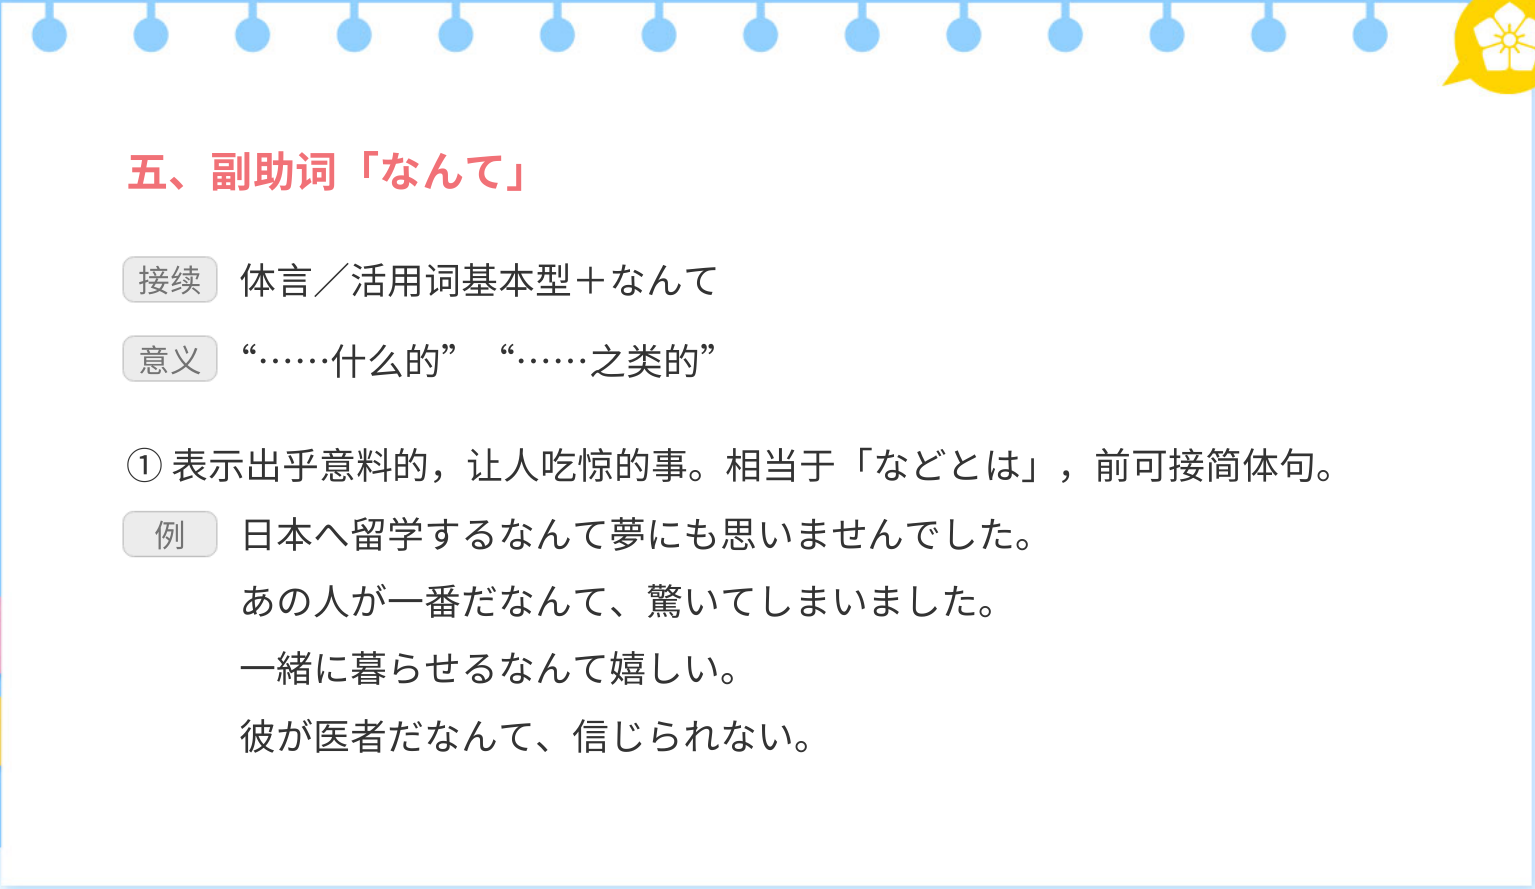 五、副助词「なんて」
接续 体言／活用词基本型＋なんて
意义 “……什么的” “……之类的”
① 表示出乎意料的，让人吃惊的事。相当于「などとは」，前可接简体句。
例 日本へ留学するなんて夢にも思いませんでした。
あの人が一番だなんて、驚いてしまいました。
一緒に暮らせるなんて嬉しい。
彼が医者だなんて、信じられない。